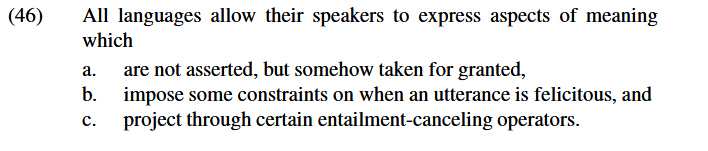 (46) All languages allow their speakers to express aspects of meaning
which
a. are not asserted, but somehow taken for granted,
b. impose some constraints on when an utterance is felicitous, and
c. project through certain entailment-canceling operators.